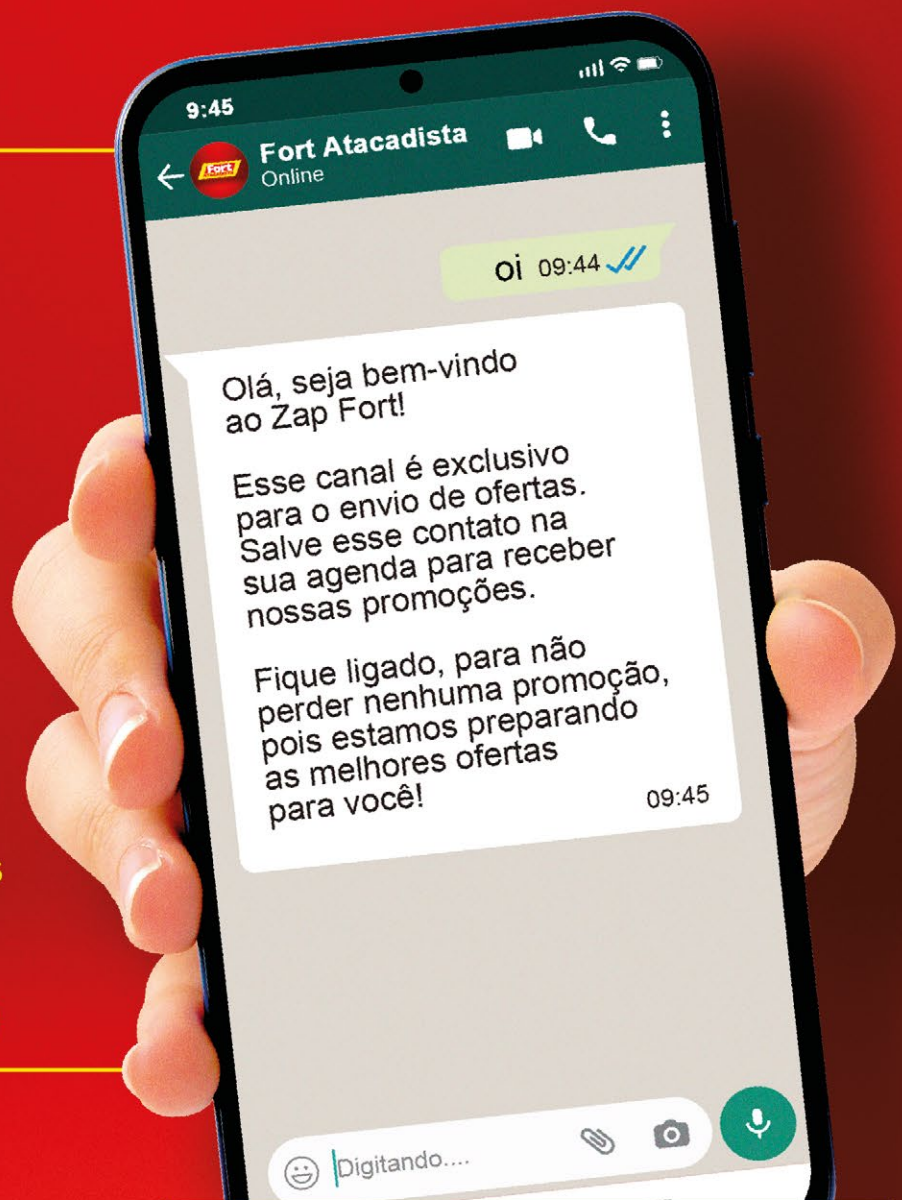 9:45
Fort Atacadista
Fort
Online
oi 09:44
Olá, seja bem-vindo
ao Zap Fort!
Esse canal é exclusivo
para o envio de ofertas.
Salve esse contato na
sua agenda para receber
nossas promoções.
Fique ligado, para não
perder nenhuma promoção,
pois estamos preparando
as melhores ofertas
para você!
09:45
Digitando....